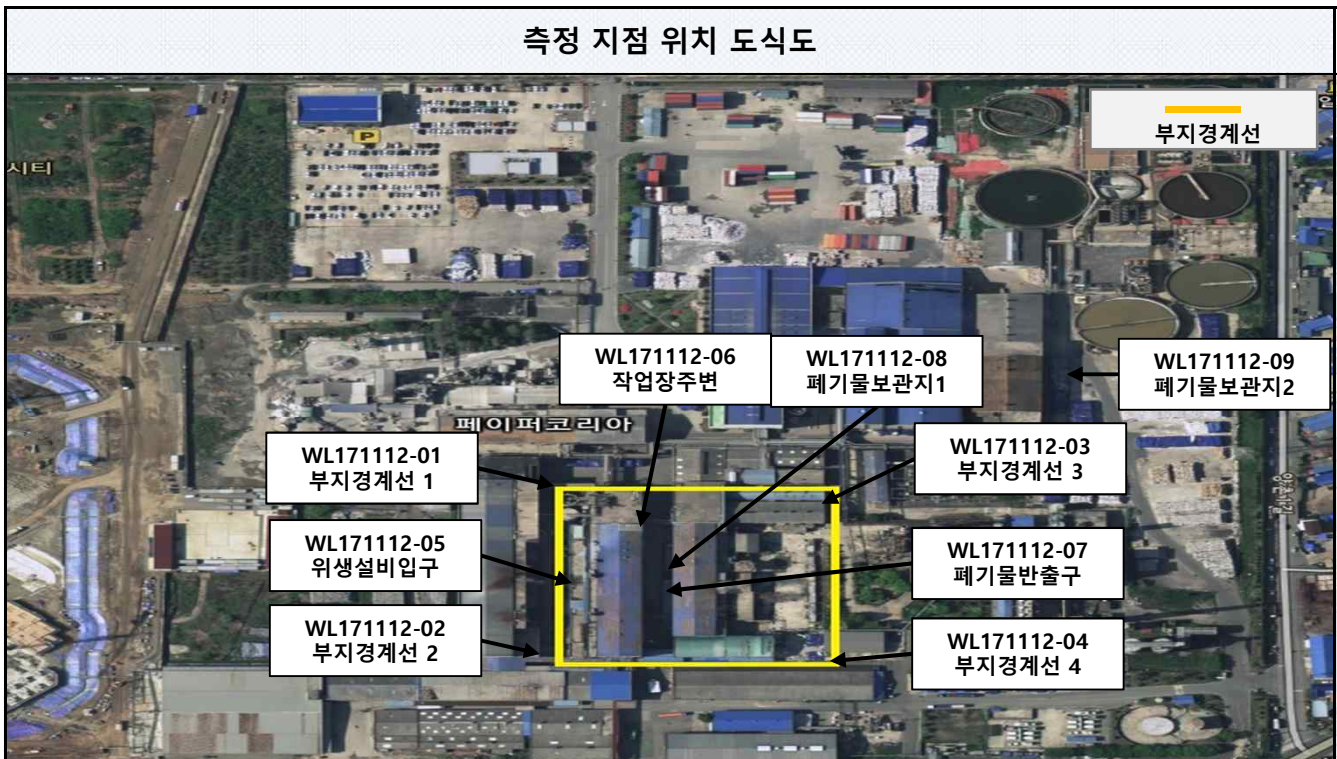 측정 지점 위치 도식도
부지경계선
시티
P
WL171112-06
작업장주변
WL171112-08
폐기물보관지1
WL171112-09
폐기물보관지2
페이퍼코리아
WL171112-01
부지경계선 1
WL171112-03
부지경계선 3
WL171112-05
위생설비입구
WL171112-07
폐기물반출구
WL171112-02
부지경계선 2
WL171112-04
부지경계선 4